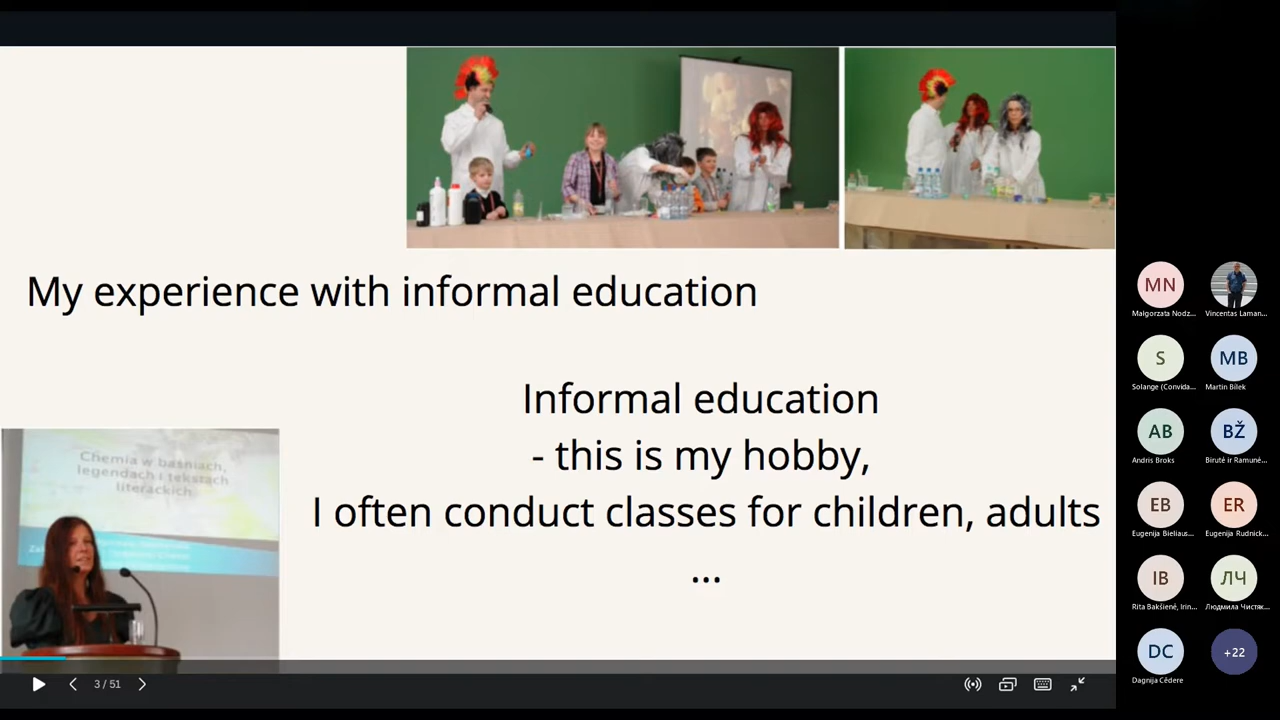 My experience with informal education
Informal education
- this is my hobby,
I often conduct classes for children, adults
...
Chemia w baśniach,
legendach i tekstach
literackich
3 / 51
MN
Małgorzata Nodz...
Vincentas Laman...
S
Solange (Convida...
MB
Martin Bílek
AB
Andris Broks
BŽ
Birutė ir Ramunė...
EB
Eugenija Bieliaus...
ER
Eugenija Rudnick...
IB
Rita Bakšienė, Irin...
ЛЧ
Людмила Чистяк...
DC
Dagnija Cēdere
+22